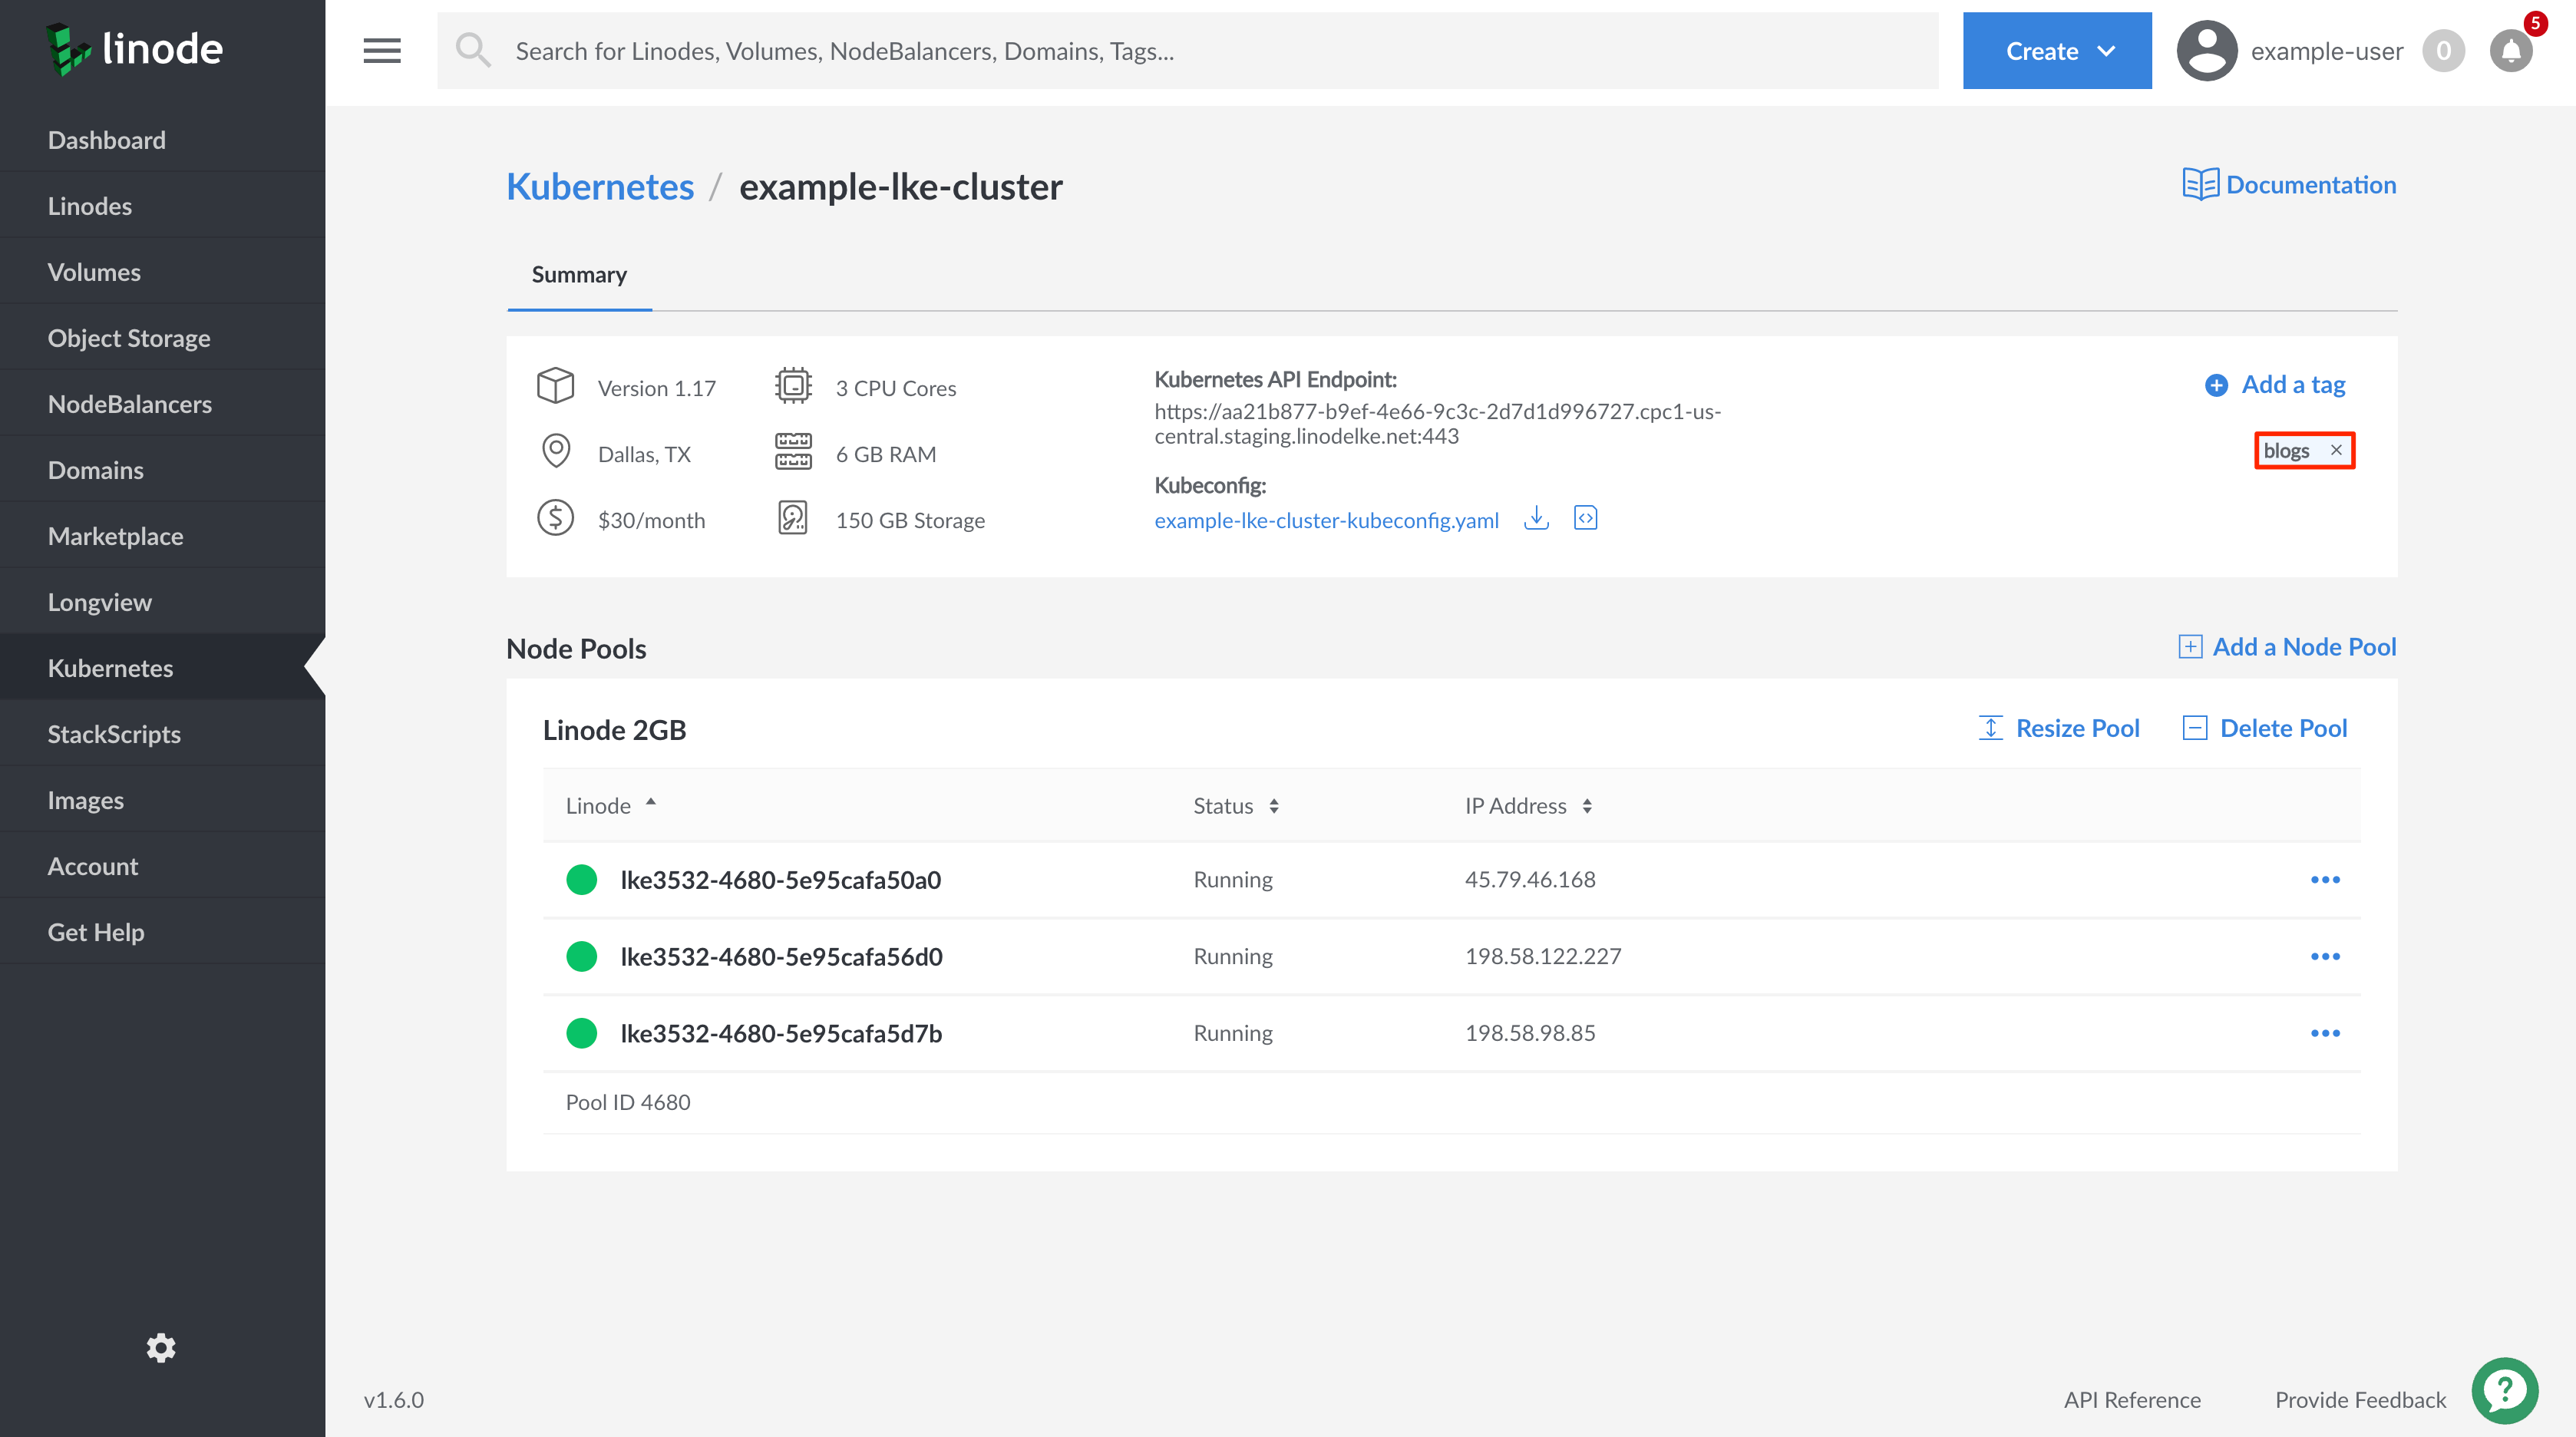 linode
Search for Linodes, Volumes, NodeBalancers, Domains, Tags...
Create
example-user
0
5
Dashboard
Linodes
Volumes
Object Storage
NodeBalancers
Domains
Marketplace
Longview
Kubernetes
StackScripts
Images
Account
Get Help
Kubernetes / example-lke-cluster
Documentation
Summary
Version 1.17
3 CPU Cores
Dallas, TX
6 GB RAM
$30/month
150 GB Storage
Kubernetes API Endpoint:
https://aa21b877-b9ef-4e66-9c3c-2d7d1d996727.cpc1-us-
central.staging.linodelke.net:443
Kubeconfig:
example-lke-cluster-kubeconfig.yaml
Add a tag
blogs
Node Pools
Add a Node Pool
Linode 2GB
Resize Pool
Delete Pool
Linode Status IP Address
lke3532-4680-5e95cafa50a0 Running 45.79.46.168
lke3532-4680-5e95cafa56d0 Running 198.58.122.227
lke3532-4680-5e95cafa5d7b Running 198.58.98.85
Pool ID 4680
v1.6.0
API Reference
Provide Feedback
?